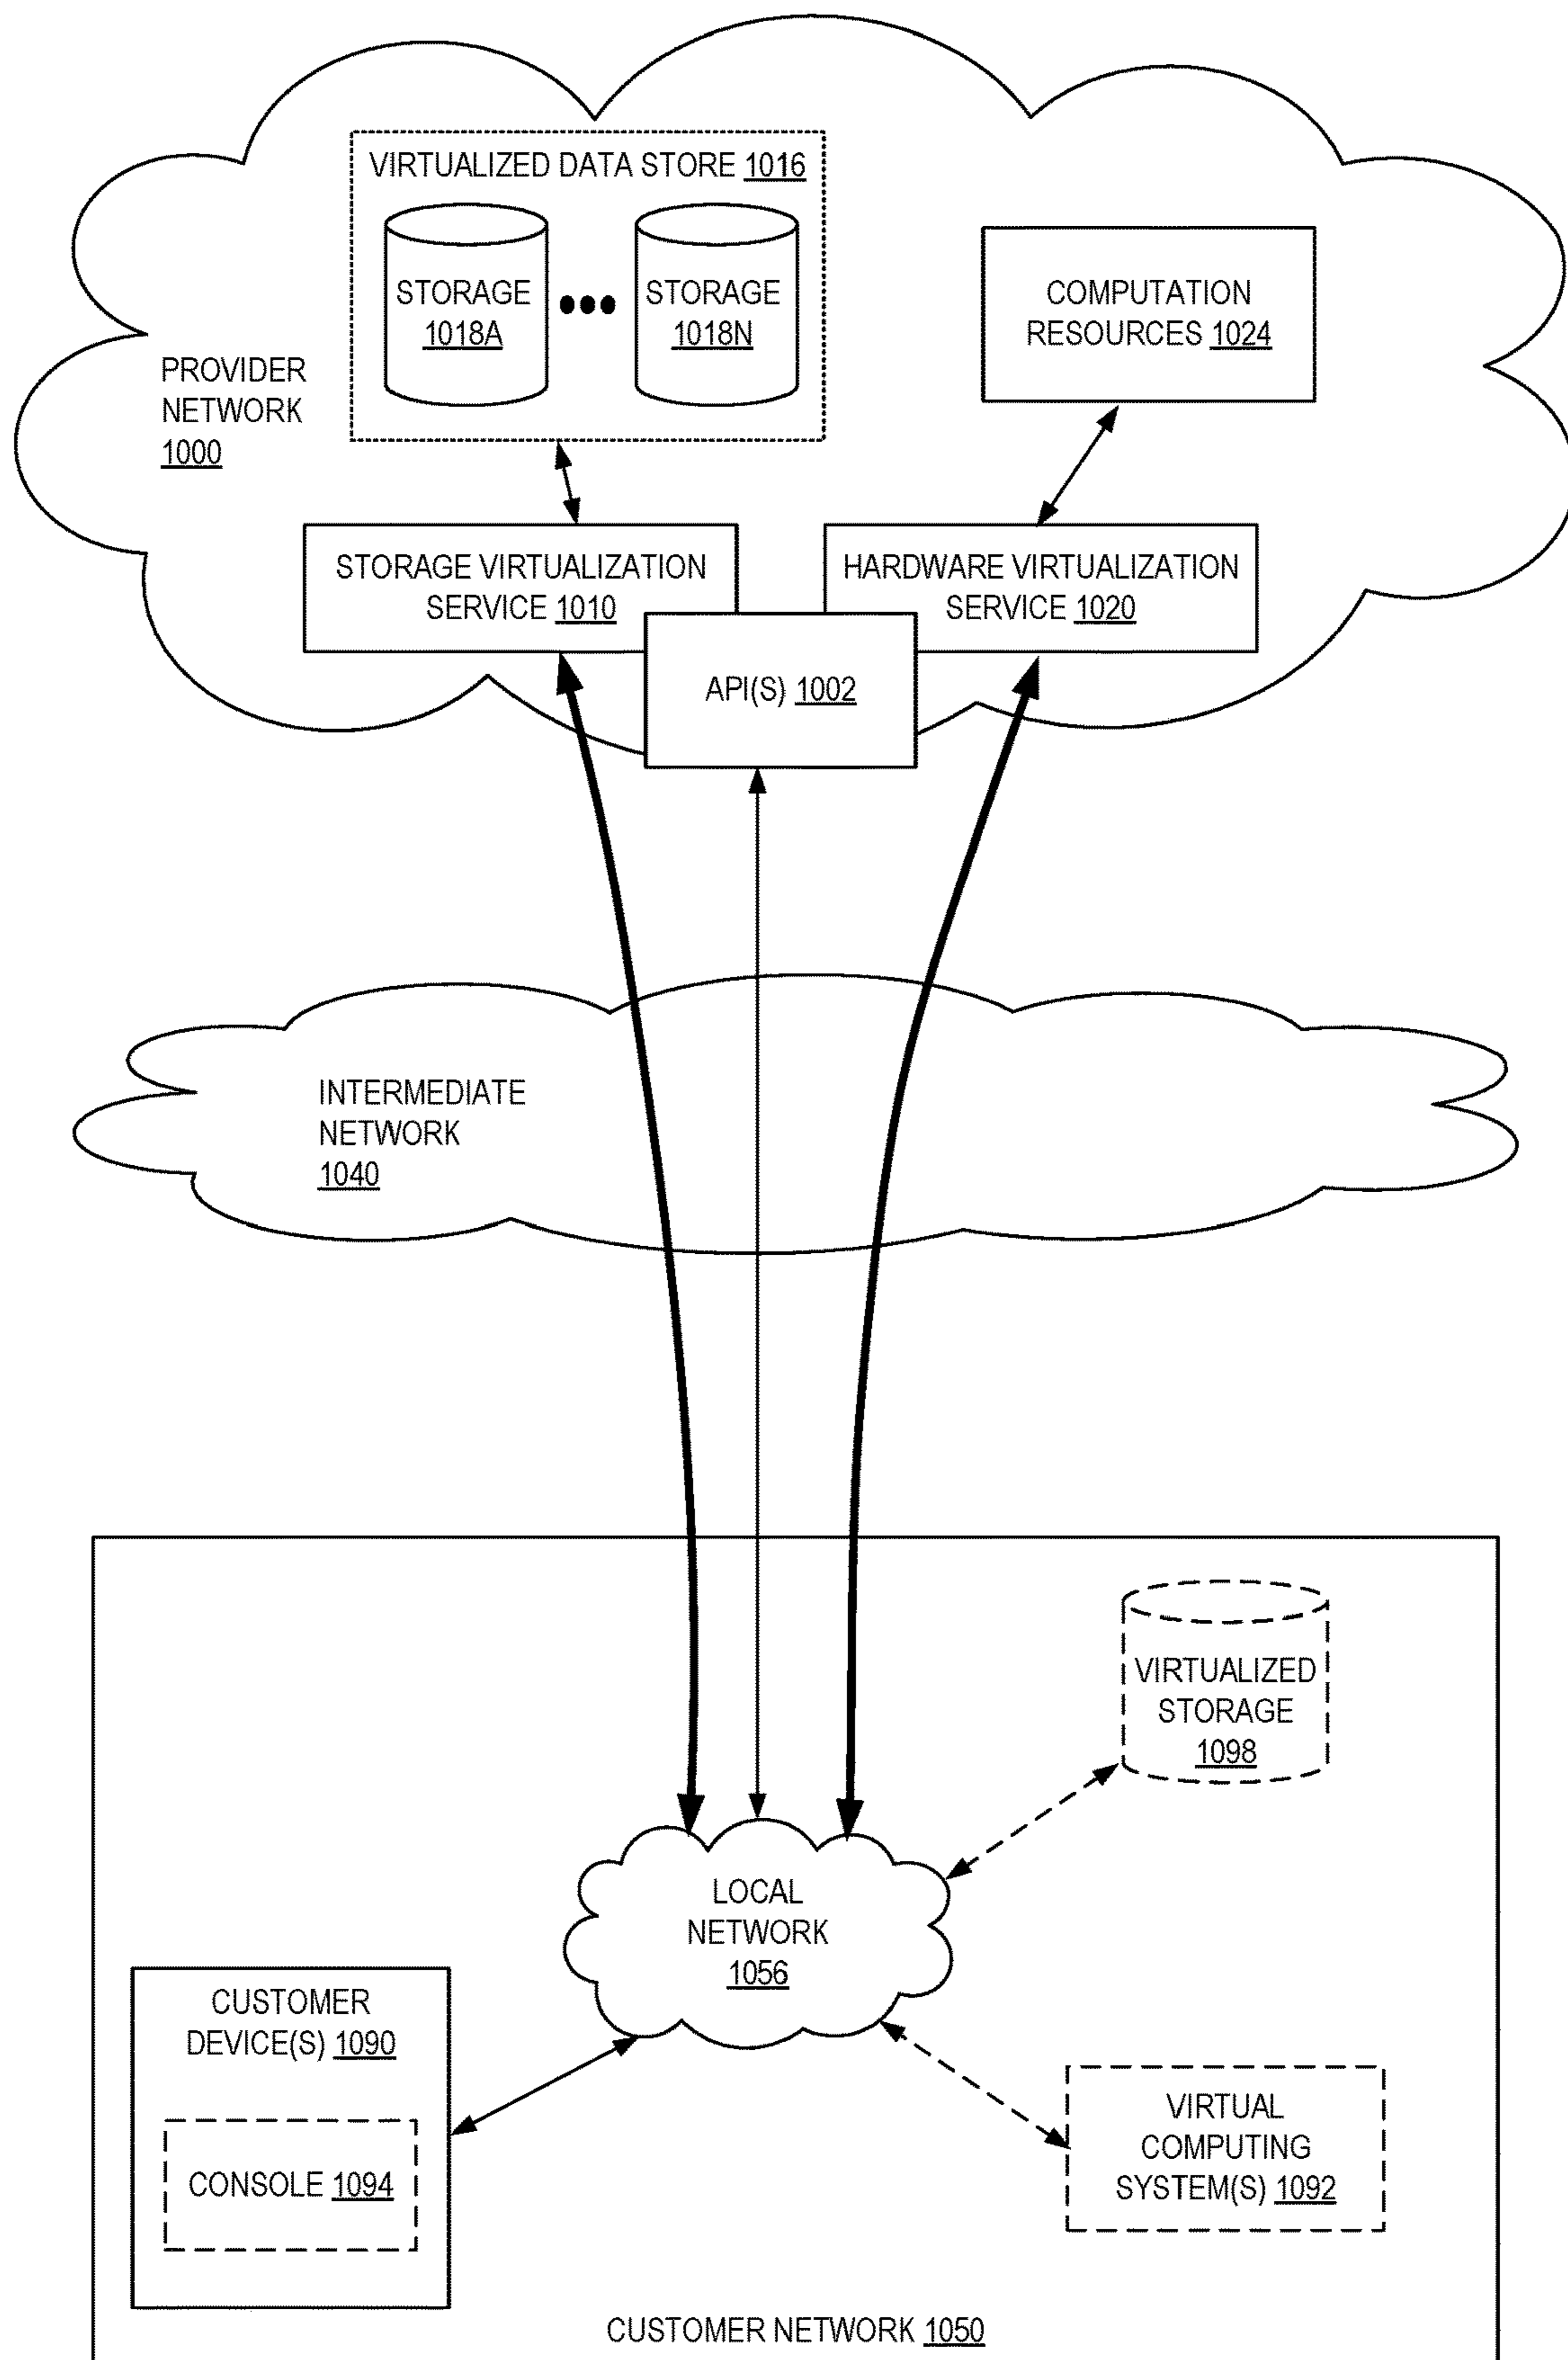 VIRTUALIZED DATA STORE 1016
STORAGE
1018A
STORAGE
1018N
COMPUTATION
RESOURCES 1024
PROVIDER
NETWORK
1000
STORAGE VIRTUALIZATION
SERVICE 1010
HARDWARE VIRTUALIZATION
SERVICE 1020
API(S) 1002
INTERMEDIATE
NETWORK
1040
VIRTUALIZED
STORAGE
1098
LOCAL
NETWORK
1056
CUSTOMER
DEVICE(S) 1090
CONSOLE 1094
VIRTUAL
COMPUTING
SYSTEM(S) 1092
CUSTOMER NETWORK 1050